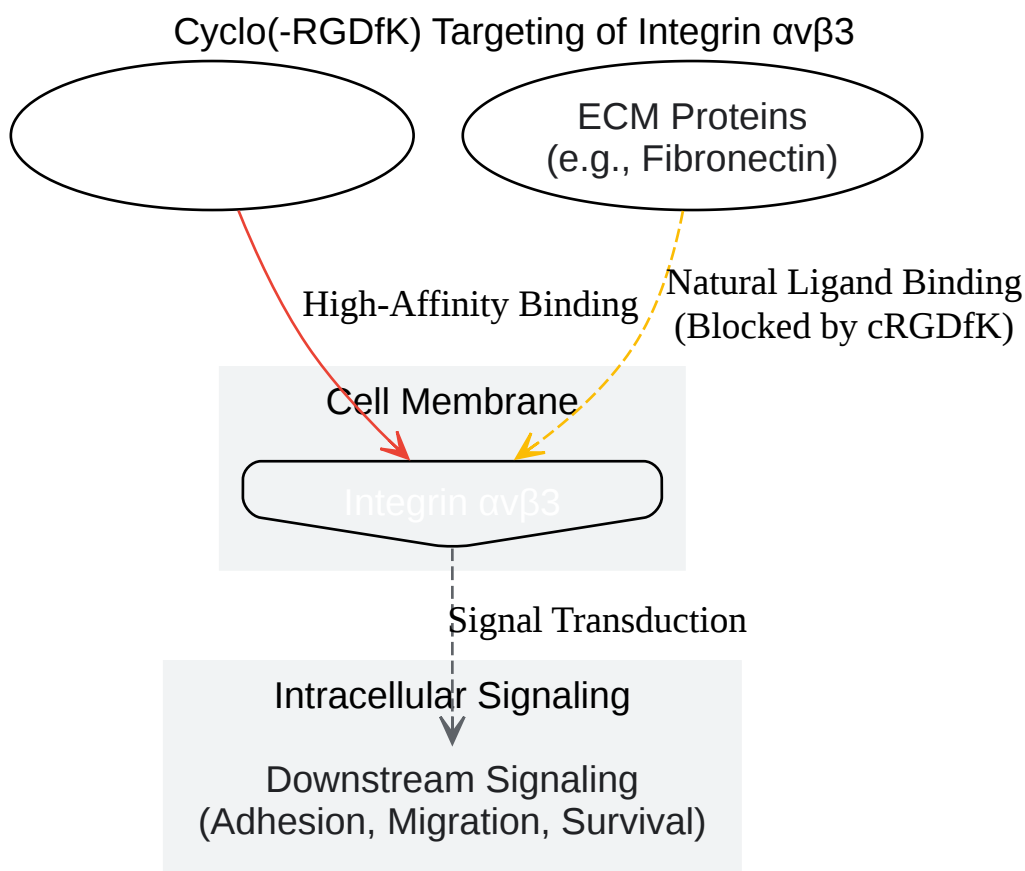 Cyclo(-RGDfK) Targeting of Integrin αvβ3
ECM Proteins
(e.g., Fibronectin)
High-Affinity Binding
Natural Ligand Binding
(Blocked by cRGDfK)
Cell Membrane
Integrin αvβ3
Signal Transduction
Intracellular Signaling
Downstream Signaling
(Adhesion, Migration, Survival)